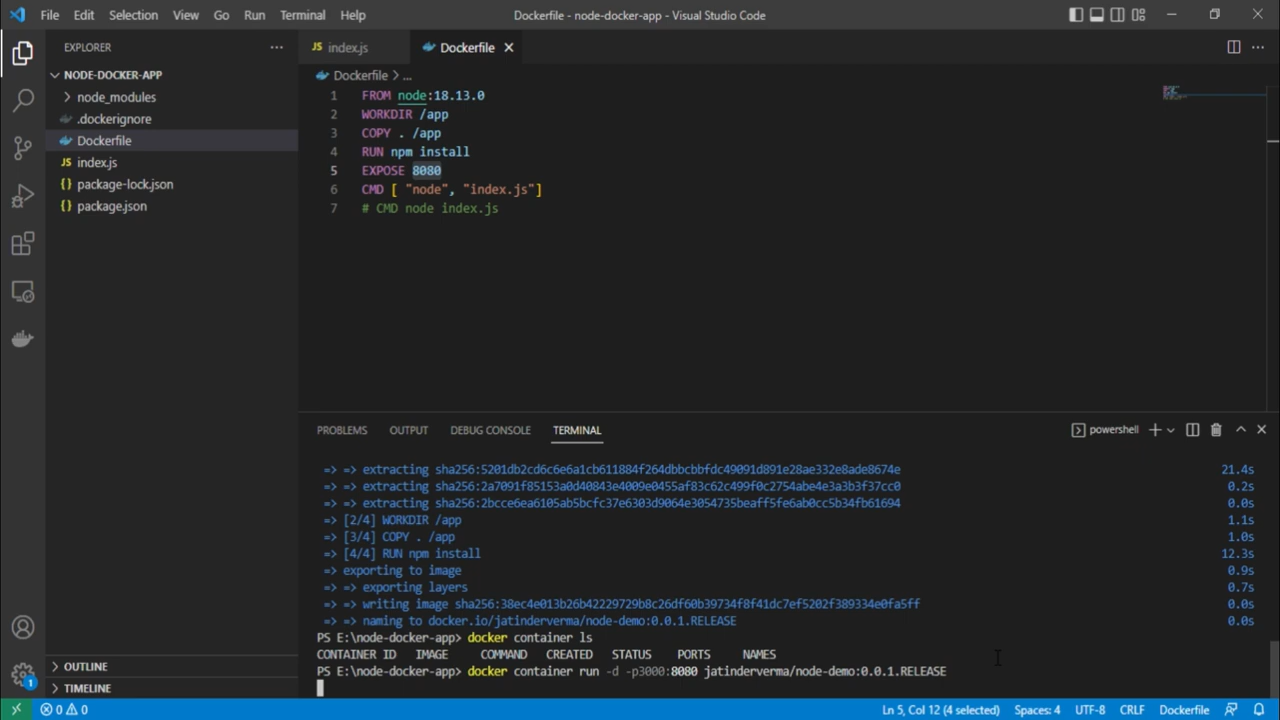 File Edit Selection View Go Run Terminal Help Dockerfile - node-docker-app - Visual Studio Code
EXPLORER
NODE-DOCKER-APP
node_modules
.dockerignore
Dockerfile
JS index.js
{} package-lock.json
{} package.json
OUTLINE
TIMELINE
JS index.js Dockerfile
Dockerfile > ...
1 FROM node:18.13.0
2 WORKDIR /app
3 COPY . /app
4 RUN npm install
5 EXPOSE 8080
6 CMD [ "node", "index.js"]
7 # CMD node index.js
PROBLEMS OUTPUT DEBUG CONSOLE TERMINAL powershell
=> => extracting sha256:5201db2cd6c6e6a1cb611884f264dbbcbbfdc49091d891e28ae332e8ade8674e 21.4s
=> => extracting sha256:2a7091f85153a0d40843e4009e0455af83c62c499f0c2754abe4e3a3b3f37cc0 0.2s
=> => extracting sha256:2bcce6ea6105ab5bcfc37e6303d9064e3054735beaff5fe6ab0cc5b34fb61694 0.0s
=> [2/4] WORKDIR /app 1.1s
=> [3/4] COPY . /app 1.0s
=> [4/4] RUN npm install 12.3s
=> exporting to image 0.9s
=> => exporting layers 0.7s
=> => writing image sha256:38ec4e013b26b42229729b8c26df60b39734f8f41dc7ef5202f389334e0fa5ff 0.0s
=> => naming to docker.io/jatinderverma/node-demo:0.0.1.RELEASE 0.0s
PS E:\node-docker-app> docker container ls
CONTAINER ID IMAGE COMMAND CREATED STATUS PORTS NAMES
PS E:\node-docker-app> docker container run -d -p3000:8080 jatinderverma/node-demo:0.0.1.RELEASE
1
0 0 Ln 5, Col 12 (4 selected) Spaces: 4 UTF-8 CRLF Dockerfile